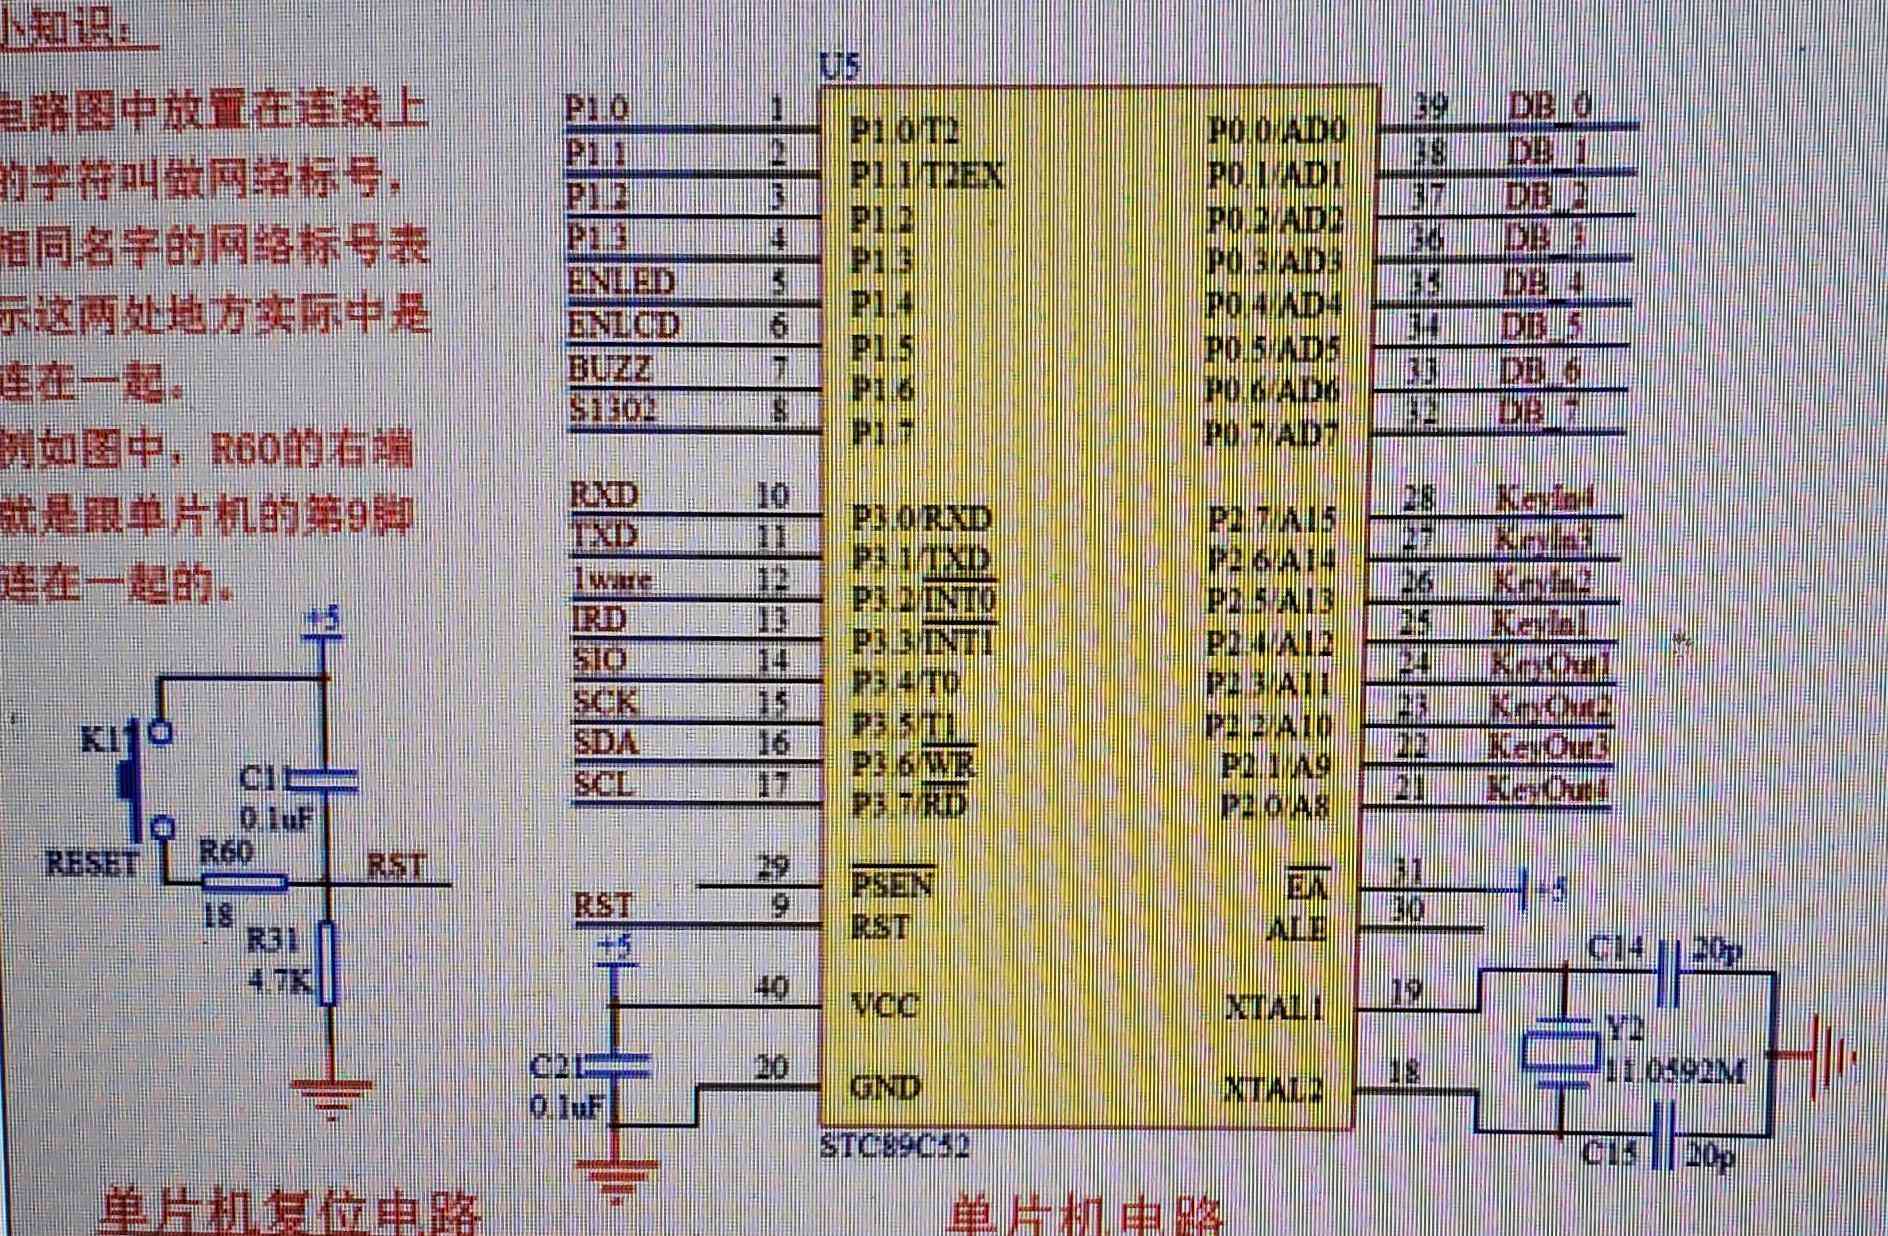 小知识：
电路图中放置在连线上
的字符叫做网络标号，
相同名字的网络标号表
示这两处地方实际中是
连在一起。
例如图中，R60的右端
就是跟单片机的第9脚
连在一起的。
+5
K1
C11
0.1uF
RESET
R60
RST
18
R31
4.7K
单片机复位电路
U5
P1.0 1 P1.0/T2 P0.0/AD0 39 DB_0
P1.1 2 P1.1/T2EX P0.1/AD1 38 DB_1
P1.2 3 P1.2 P0.2/AD2 37 DB_2
P1.3 4 P1.3 P0.3/AD3 36 DB_3
ENLED 5 P1.4 P0.4/AD4 35 DB_4
ENLCD 6 P1.5 P0.5/AD5 34 DB_5
BUZZ 7 P1.6 P0.6/AD6 33 DB_6
S1302 8 P1.7 P0.7/AD7 32 DB_7
RXD 10 P3.0/RXD P2.7/A15 28 KeyIn4
TXD 11 P3.1/TXD P2.6/A14 27 KeyIn3
1ware 12 P3.2/INT0 P2.5/A13 26 KeyIn2
IRD 13 P3.3/INT1 P2.4/A12 25 KeyIn1
SIO 14 P3.4/T0 P2.3/A11 24 KeyOut1
SCK 15 P3.5/T1 P2.2/A10 23 KeyOut2
SDA 16 P3.6/WR P2.1/A9 22 KeyOut3
SCL 17 P3.7/RD P2.0/A8 21 KeyOut4
29 PSEN EA 31 +5
RST 9 RST ALE 30
+5
40 VCC XTAL1 19
C21
0.1uF
20 GND XTAL2 18
C14 20p
Y2
11.0592M
C15 20p
STC89C52
单片机电路